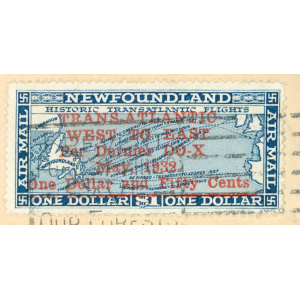 NEWFOUNDLAND
HISTORIC TRANSATLANTIC FLIGHTS
AIR MAIL
AIR MAIL
TRANS-ATLANTIC
WEST TO EAST
Per Dornier DO-X
May, 1932.
One Dollar and Fifty Cents
ONE DOLLAR $1 ONE DOLLAR
OUR